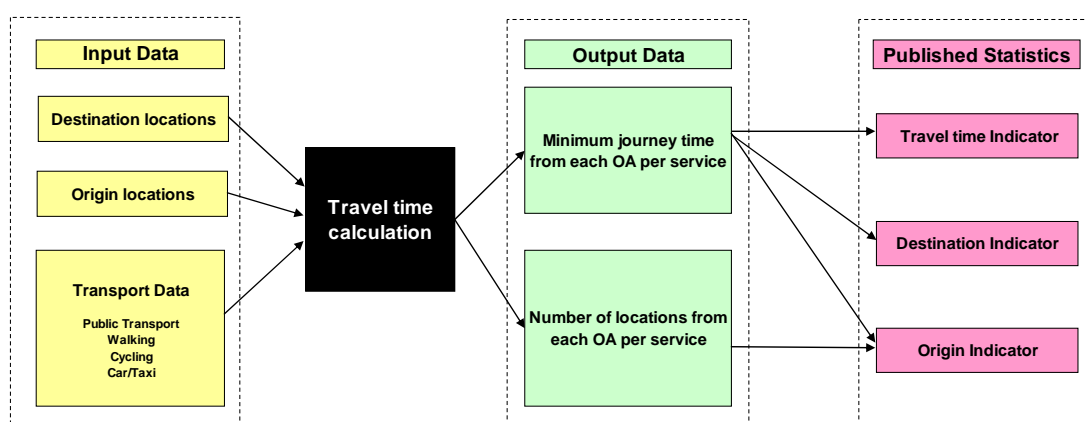 Input Data
Destination locations
Origin locations
Transport Data
Public Transport
Walking
Cycling
Car/Taxi
Travel time
calculation
Output Data
Minimum journey time
from each OA per service
Number of locations from
each OA per service
Published Statistics
Travel time Indicator
Destination Indicator
Origin Indicator